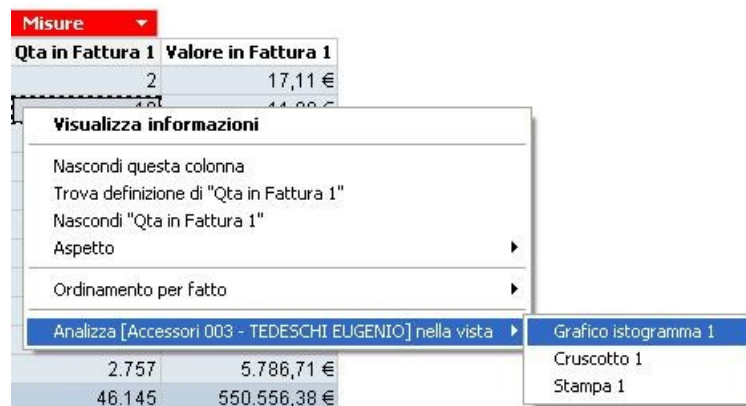 Misure
Qta in Fattura 1 Valore in Fattura 1
2 17,11 €
Visualizza informazioni
Nascondi questa colonna
Trova definizione di "Qta in Fattura 1"
Nascondi "Qta in Fattura 1"
Aspetto
Ordinamento per fatto
Analizza [Accessori 003 - TEDESCHI EUGENIO] nella vista
Grafico istogramma 1
Cruscotto 1
Stampa 1
2.757 5.786,71 €
46.145 550.556,38 €